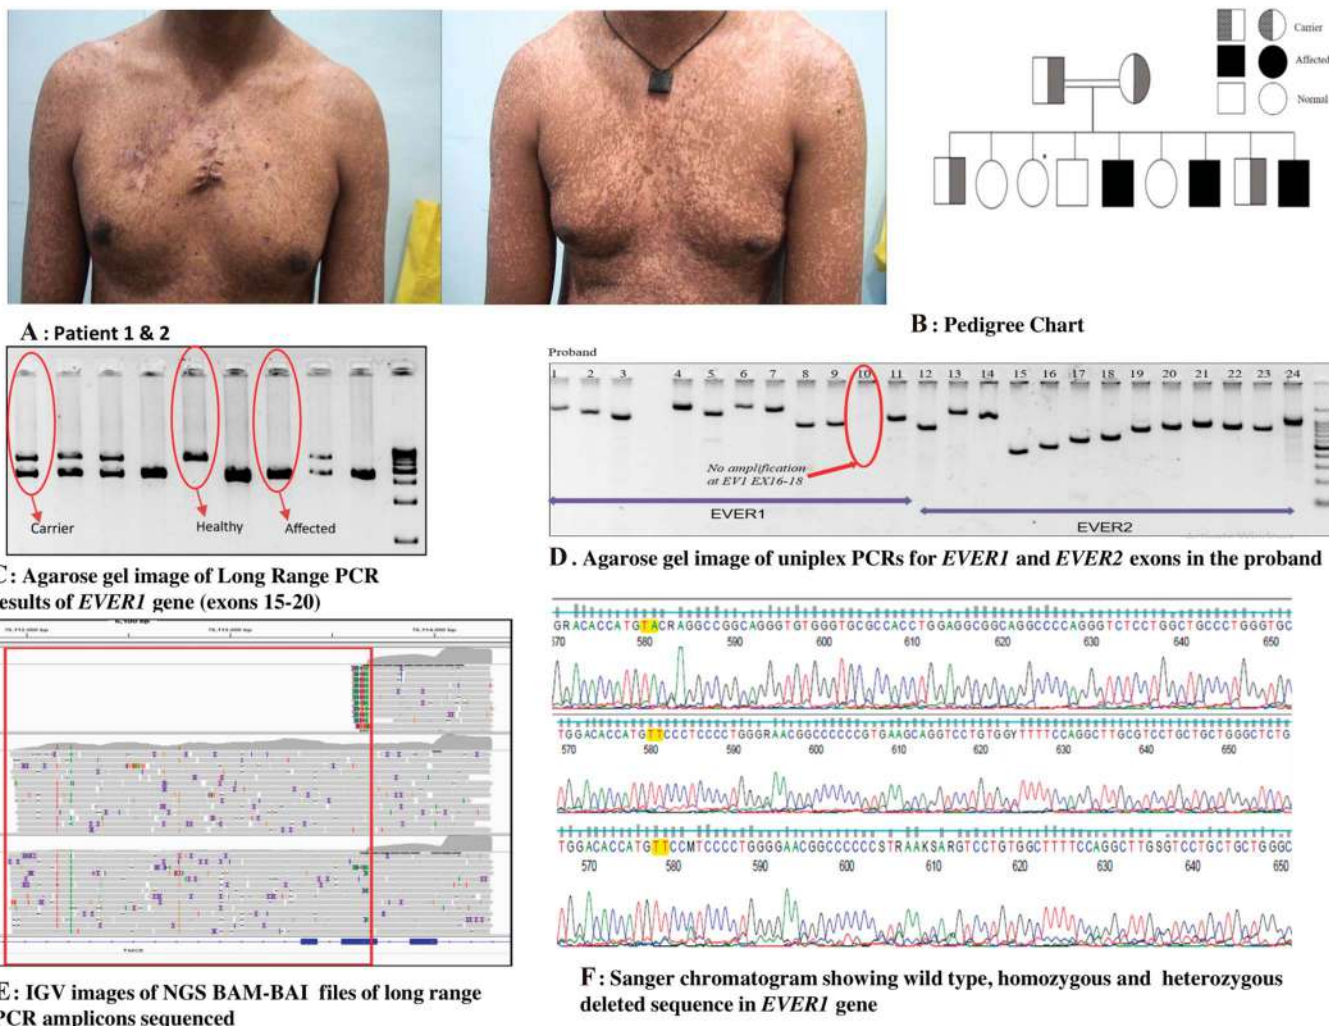 Carrier
Affected
Normal
A : Patient 1 & 2
B : Pedigree Chart
Carrier
Healthy
Affected
C: Agarose gel image of Long Range PCR
results of EVER1 gene (exons 15-20)
Proband
1 2 3 4 5 6 7 8 9 10 11 12 13 14 15 16 17 18 19 20 21 22 23 24
No amplification
at EV1 EX16-18
EVER1
EVER2
D . Agarose gel image of uniplex PCRs for EVER1 and EVER2 exons in the proband
E: IGV images of NGS BAM-BAI files of long range
PCR amplicons sequenced
GRACACCATGTACRAGGCCGGCAGGGTGTGGGTGCGCCACCTGGAGGCGGCAGGCCCCAGGGTCTCCTGGCTGCCCTGGGTGC
570 580 590 600 610 620 630 640 650
TGGACACCATGTTCCCTCCCCTGGGRAACGGCCCCCCCGTGAAGCAGGTCCTGTGGYTTTTCCAGGCTTGCGTCCTGCTGCTGGGCTCTG
570 580 590 600 610 620 630 640 650
TGGACACCATGTTCCMTCCCCTGGGGAACGGCCCCCCCSTRAAKSARGTCCTGTGGCTTTTCCAGGCTTGSGTCCTGCTGCTGGGC
570 580 590 600 610 620 630 640 650
F: Sanger chromatogram showing wild type, homozygous and heterozygous
deleted sequence in EVER1 gene